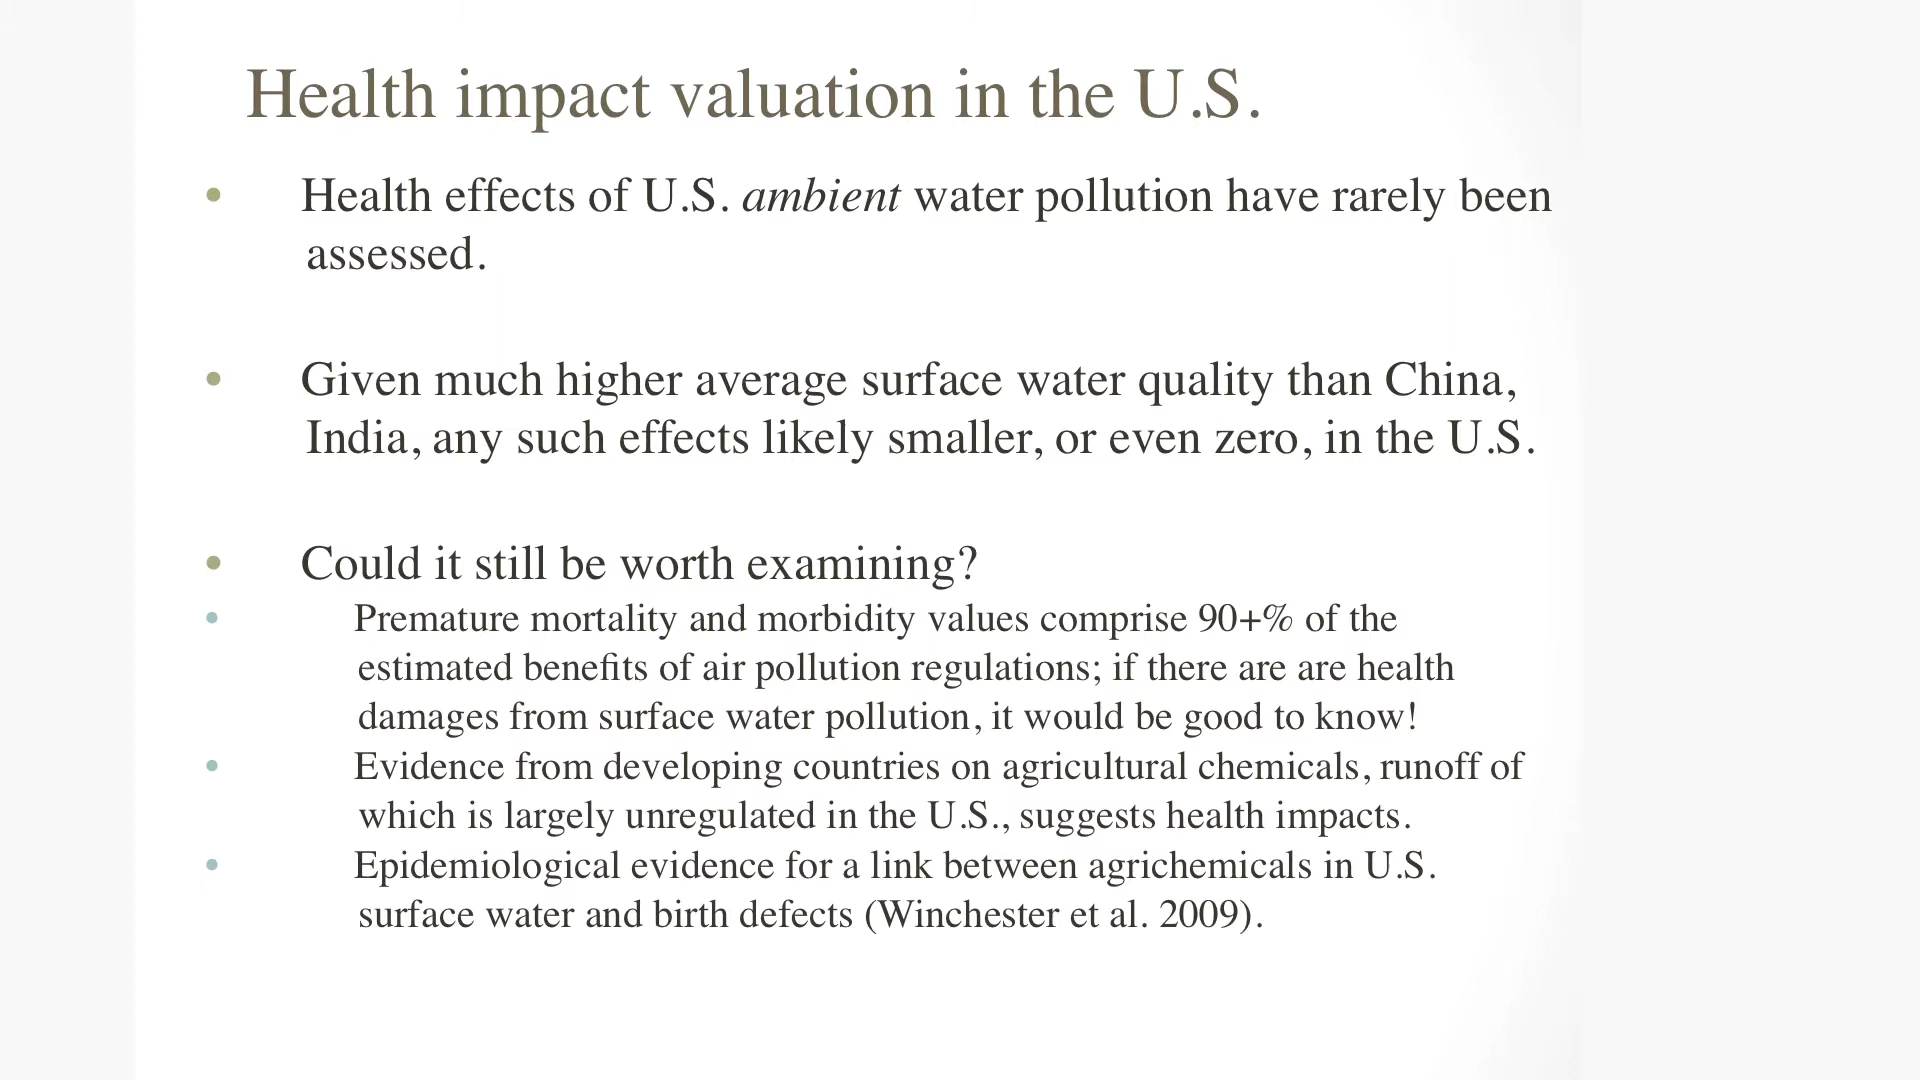 Health impact valuation in the U.S.
• Health effects of U.S. ambient water pollution have rarely been
assessed.
• Given much higher average surface water quality than China,
India, any such effects likely smaller, or even zero, in the U.S.
• Could it still be worth examining?
• Premature mortality and morbidity values comprise 90+% of the
estimated benefits of air pollution regulations; if there are are health
damages from surface water pollution, it would be good to know!
• Evidence from developing countries on agricultural chemicals, runoff of
which is largely unregulated in the U.S., suggests health impacts.
• Epidemiological evidence for a link between agrichemicals in U.S.
surface water and birth defects (Winchester et al. 2009).